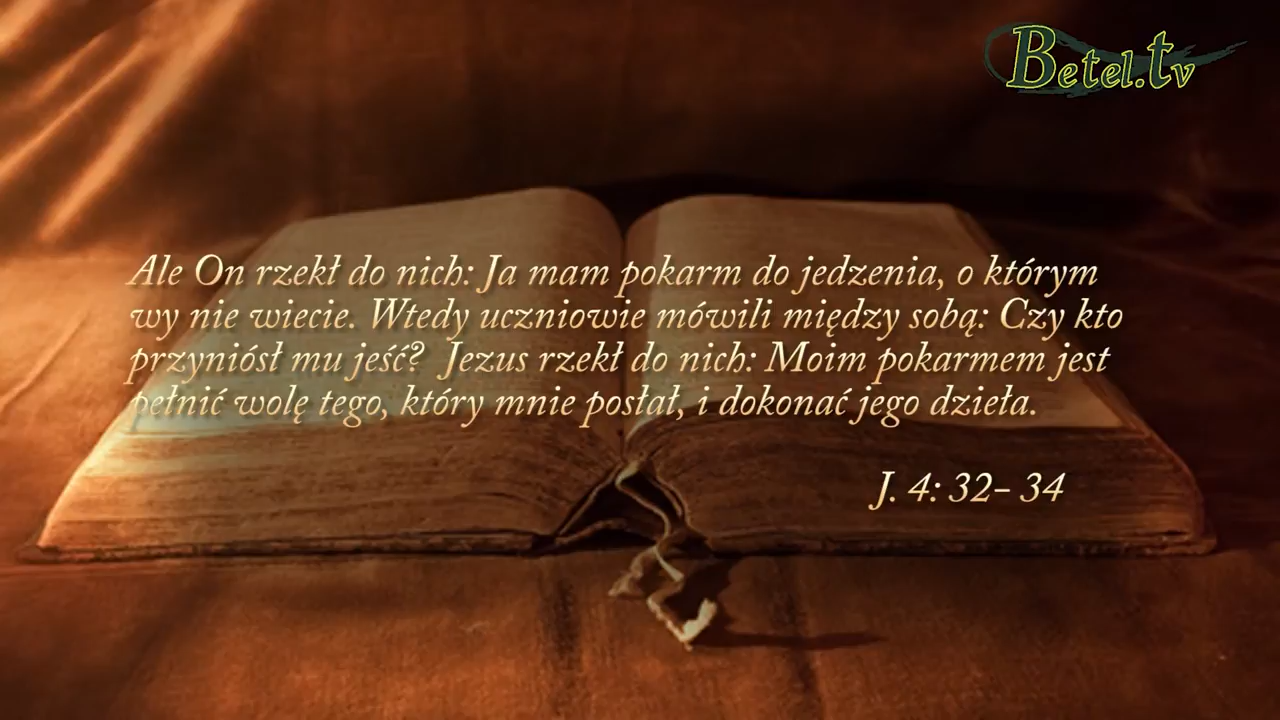 Betel.tv
Ale On rzekł do nich: Ja mam pokarm do jedzenia, o którym
wy nie wiecie. Wtedy uczniowie mówili między sobą: Czy kto
przyniósł mu jeść? Jezus rzekł do nich: Moim pokarmem jest
pełnić wolę tego, który mnie posłał, i dokonać jego dzieła.
J. 4: 32- 34